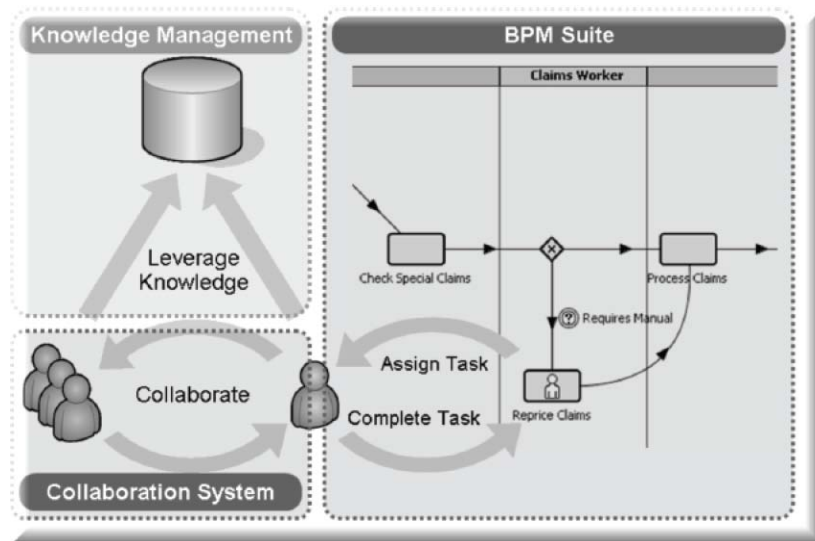 Knowledge Management
BPM Suite
Claims Worker
Leverage
Knowledge
Check Special Claims
Process Claims
Requires Manual
Assign Task
Collaborate
Complete Task
Reprice Claims
Collaboration System